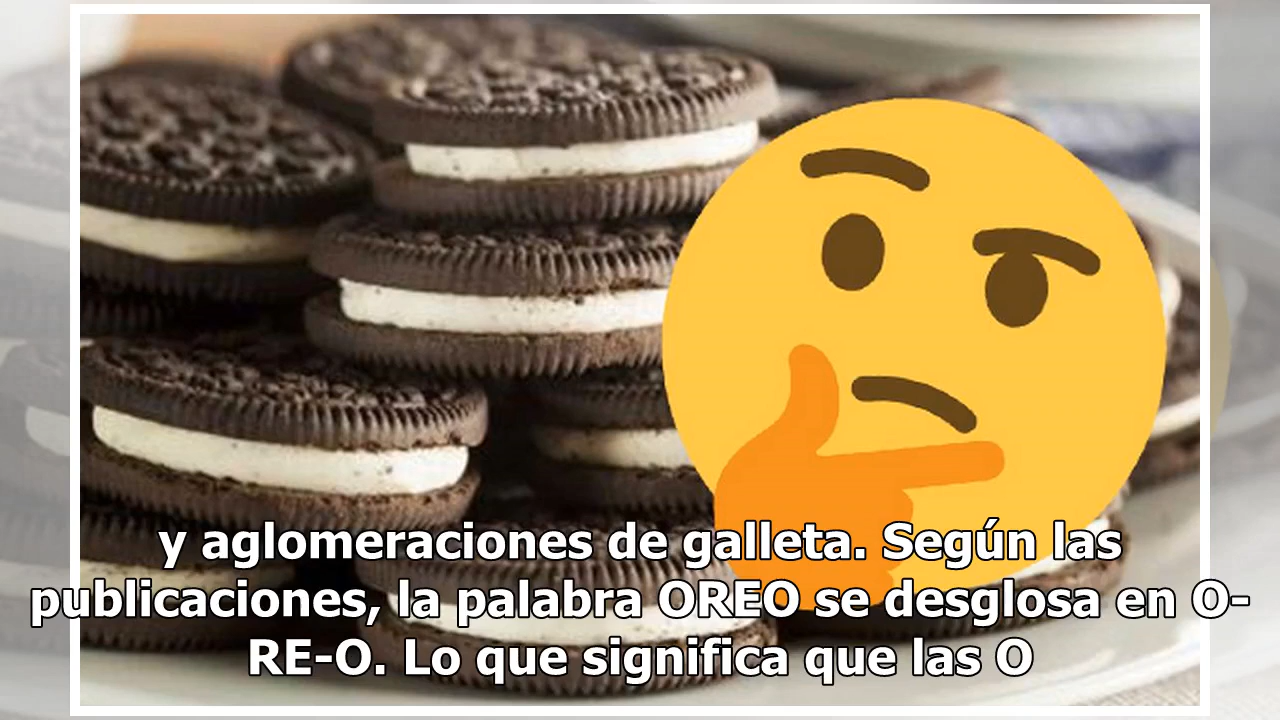 y aglomeraciones de galleta. Según las
publicaciones, la palabra OREO se desglosa en O-
RE-O. Lo que significa que las O